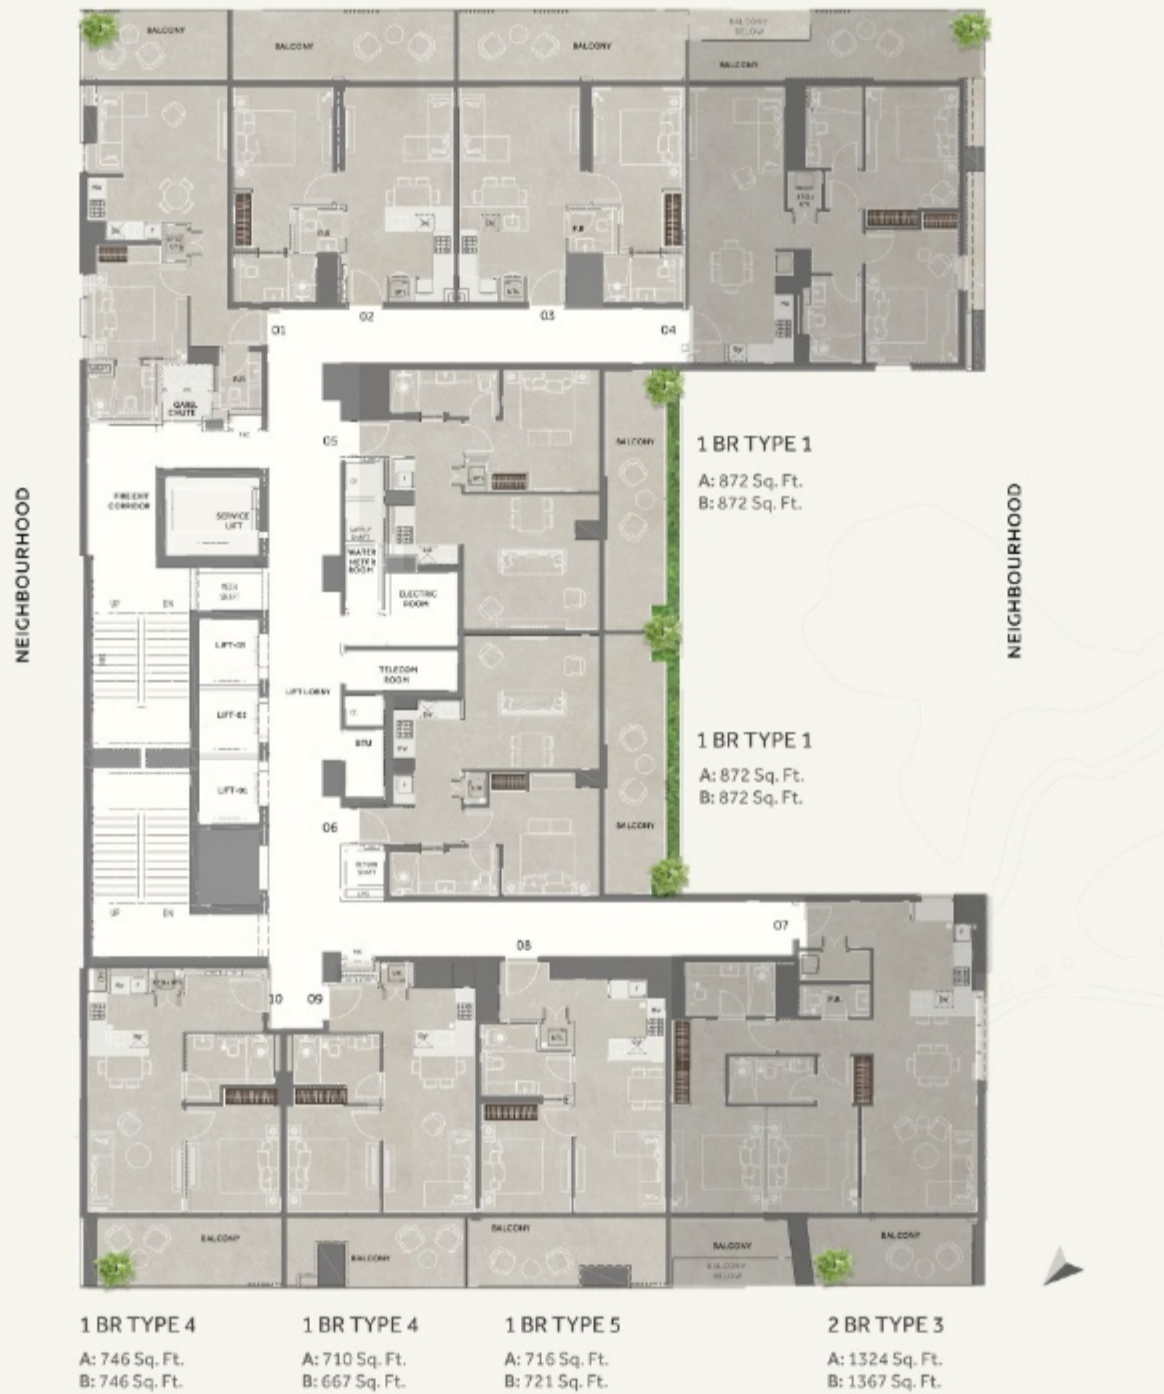 BALCONY
BALCONY
BALCONY
BALCONY
BELOW
BALCONY
P.R
P.R
01
02
03
04
P.R
GARB.
CHUTE
05
BALCONY
1 BR TYPE 1
A: 872 Sq. Ft.
B: 872 Sq. Ft.
NEIGHBOURHOOD
NEIGHBOURHOOD
FIRE EXIT
CORRIDOR
SERVICE
LIFT
SUPPLY
SHAFT
WATER
METER
ROOM
ELECTRIC
ROOM
UP
DN
LIFT-03
TELECOM
ROOM
LIFT LOBBY
LIFT-02
BTU
LIFT-01
1 BR TYPE 1
A: 872 Sq. Ft.
B: 872 Sq. Ft.
06
BALCONY
RETURN
SHAFT
UP
DN
07
08
10
09
P.R
BALCONY
BALCONY
BALCONY
BALCONY
BALCONY
BELOW
BALCONY
1 BR TYPE 4
A: 746 Sq. Ft.
B: 746 Sq. Ft.
1 BR TYPE 4
A: 710 Sq. Ft.
B: 667 Sq. Ft.
1 BR TYPE 5
A: 716 Sq. Ft.
B: 721 Sq. Ft.
2 BR TYPE 3
A: 1324 Sq. Ft.
B: 1367 Sq. Ft.